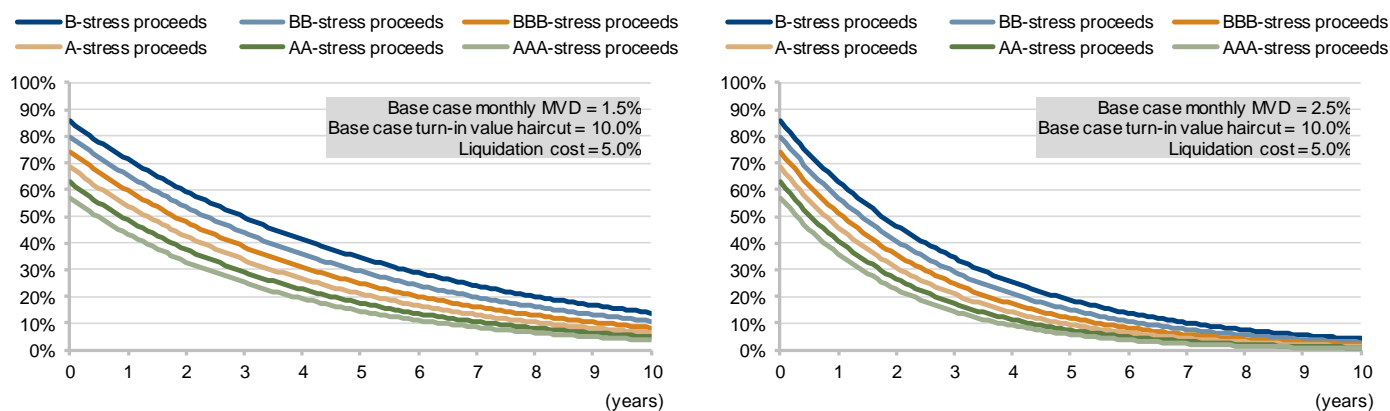 B-stress proceeds BB-stress proceeds BBB-stress proceeds
A-stress proceeds AA-stress proceeds AAA-stress proceeds
100%
90%
80%
70%
60%
50%
40%
30%
20%
10%
0%
Base case monthly MVD = 1.5%
Base case turn-in value haircut = 10.0%
Liquidation cost = 5.0%
0 1 2 3 4 5 6 7 8 9 10
(years)
B-stress proceeds BB-stress proceeds BBB-stress proceeds
A-stress proceeds AA-stress proceeds AAA-stress proceeds
100%
90%
80%
70%
60%
50%
40%
30%
20%
10%
0%
Base case monthly MVD = 2.5%
Base case turn-in value haircut = 10.0%
Liquidation cost = 5.0%
0 1 2 3 4 5 6 7 8 9 10
(years)